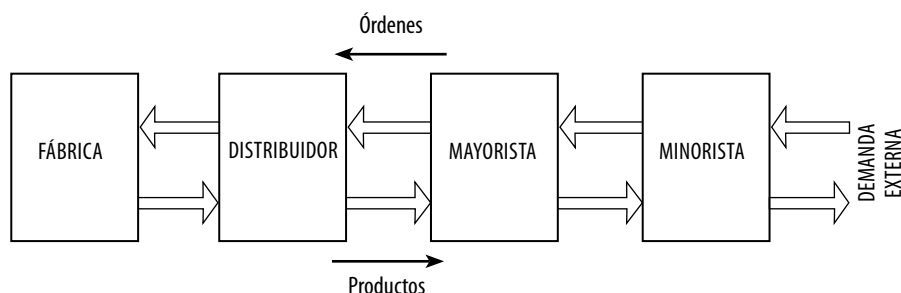 Órdenes
FÁBRICA
DISTRIBUIDOR
MAYORISTA
MINORISTA
DEMANDA
EXTERNA
Productos